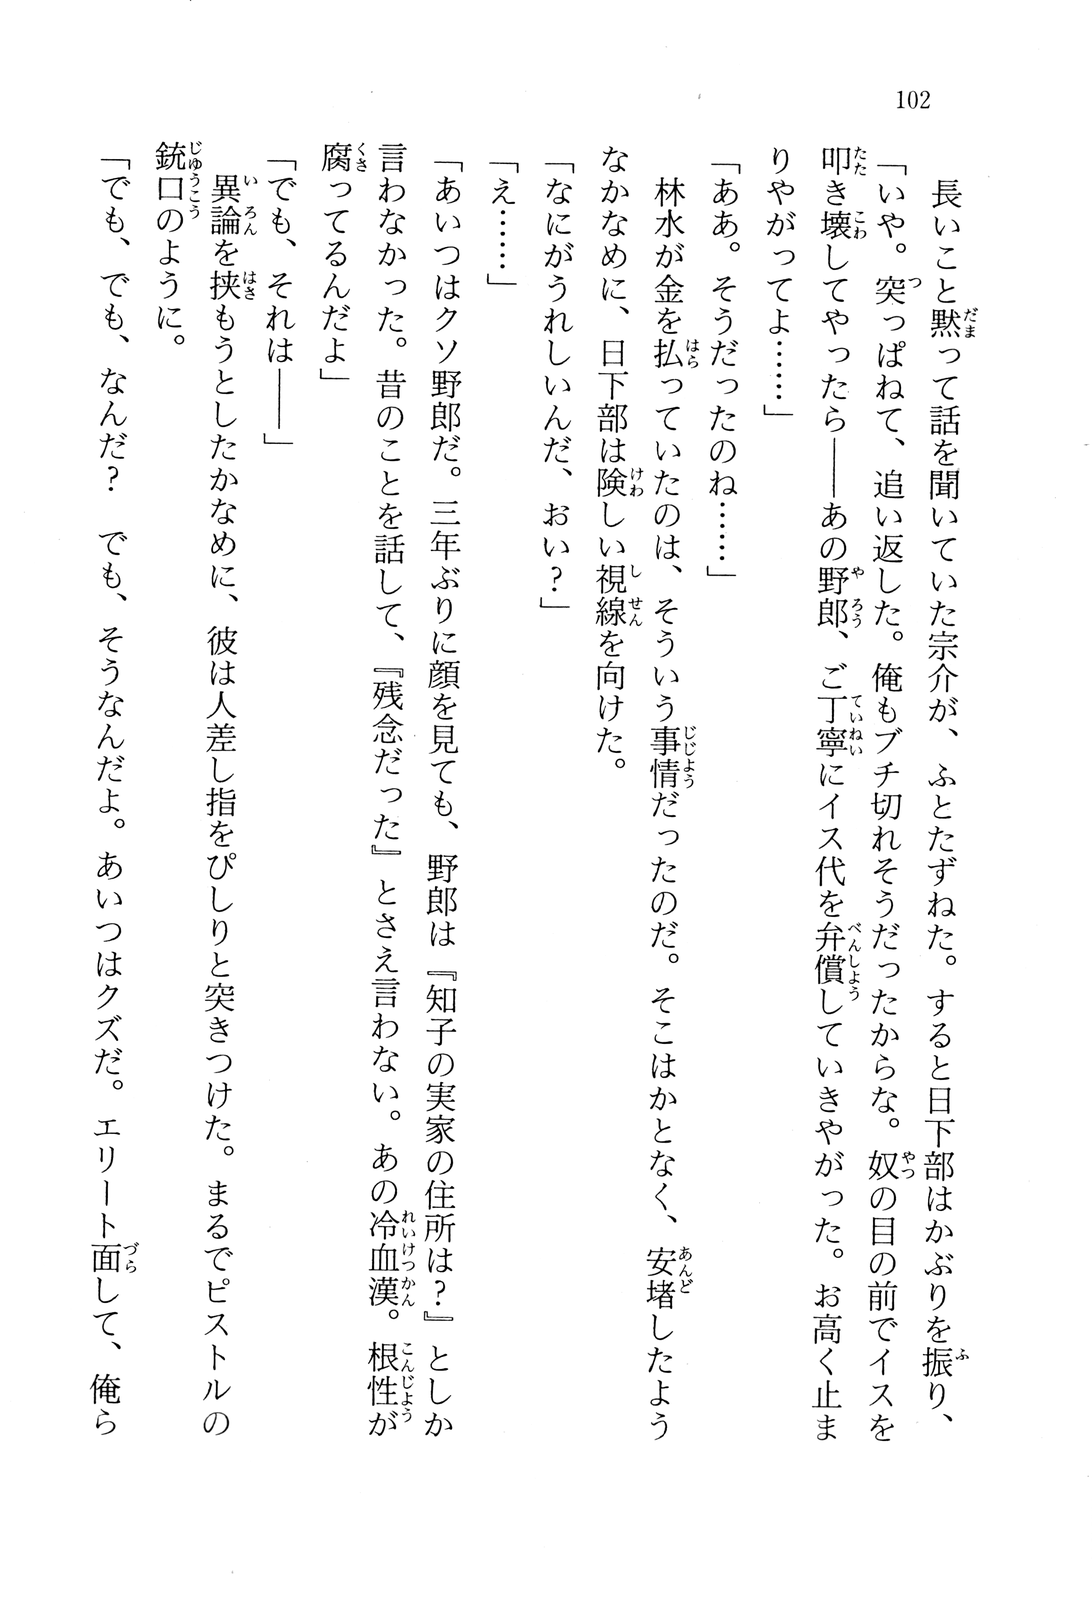 102
　長いこと黙って話を聞いていた宗介が、ふとたずねた。すると日下部はかぶりを振り、
「いや。突っぱねて、追い返した。俺もブチ切れそうだったからな。奴の目の前でイスを
叩き壊してやったら――あの野郎、ご丁寧にイス代を弁償していきやがった。お高く止ま
りやがってよ……」
「ああ。そうだったのね……」
　林水が金を払っていたのは、そういう事情だったのだ。そこはかとなく、安堵したよう
なかなめに、日下部は険しい視線を向けた。
「なにがうれしいんだ、おい?」
「え……」
「あいつはクソ野郎だ。三年ぶりに顔を見ても、野郎は『知子の実家の住所は?』としか
言わなかった。昔のことを話して、『残念だった』とさえ言わない。あの冷血漢。根性が
腐ってるんだよ」
「でも、それは――」
　異論を挟もうとしたかなめに、彼は人差し指をぴしりと突きつけた。まるでピストルの
銃口のように。
「でも、でも、なんだ?　でも、そうなんだよ。あいつはクズだ。エリート面して、俺ら